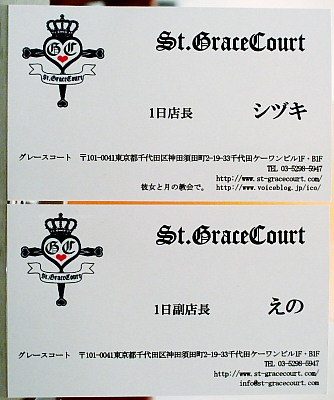 St.GraceCourt
G C
St.GraceCourt
1日店長 シヅキ
グレースコート 〒101-0041東京都千代田区神田須田町2-19-33千代田ケーワンビル1F・B1F
TEL 03-5298-5947
http://www.st-gracecourt.com/
彼女と月の教会で。 http://www.voiceblog.jp/ico/
St.GraceCourt
G C
St.GraceCourt
1日副店長 えの
グレースコート 〒101-0041東京都千代田区神田須田町2-19-33千代田ケーワンビル1F・B1F
TEL 03-5298-5947
http://www.st-gracecourt.com/
info@st-gracecourt.com